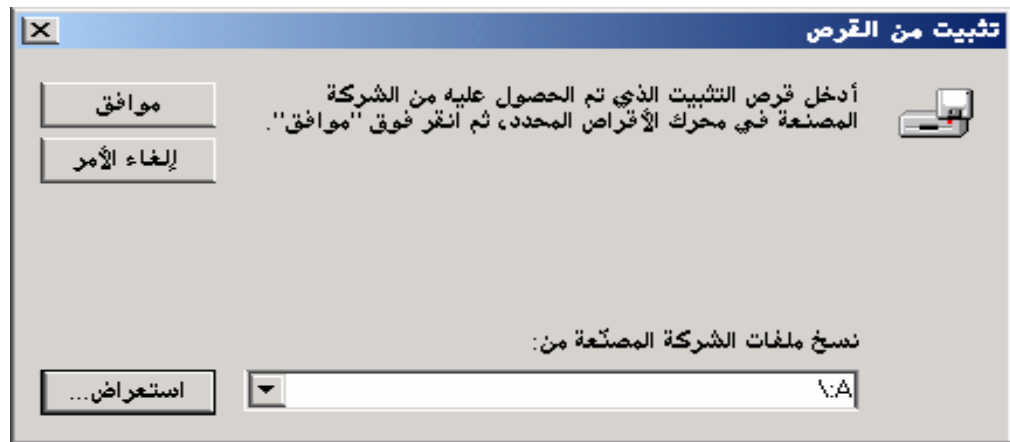 تثبيت من القرص
أدخل قرص التثبيت الذي تم الحصول عليه من الشركة
المصنعة في محرك الأقراص المحدد، ثم انقر فوق "موافق".
موافق
إلغاء الأمر
نسخ ملفات الشركة المصنّعة من:
\:A
استعراض...